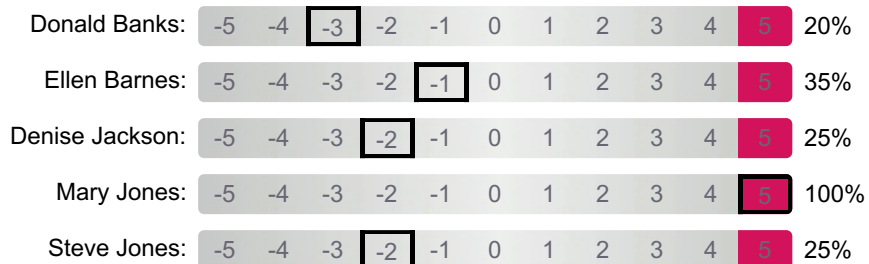 Donald Banks: -5 -4 -3 -2 -1 0 1 2 3 4 5 20%
Ellen Barnes: -5 -4 -3 -2 -1 0 1 2 3 4 5 35%
Denise Jackson: -5 -4 -3 -2 -1 0 1 2 3 4 5 25%
Mary Jones: -5 -4 -3 -2 -1 0 1 2 3 4 5 100%
Steve Jones: -5 -4 -3 -2 -1 0 1 2 3 4 5 25%